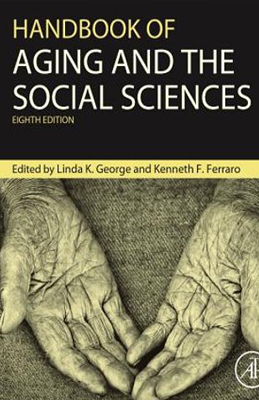 HANDBOOK OF
AGING AND THE
SOCIAL SCIENCES
EIGHTH EDITION
Edited by Linda K. George and Kenneth F. Ferraro